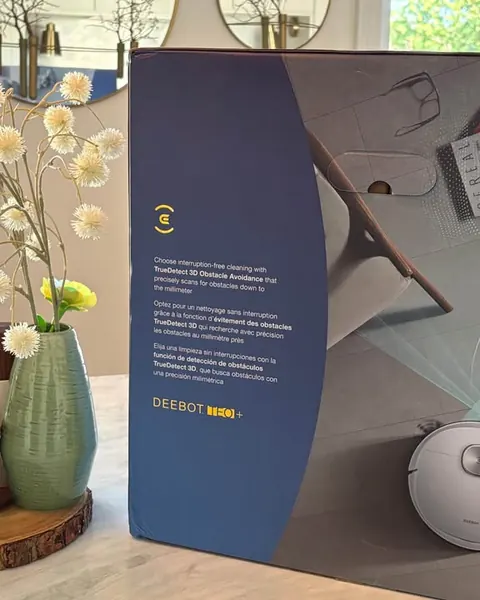 Choose interruption-free cleaning with
TrueDetect 3D Obstacle Avoidance that
precisely scans for obstacles down to
the millimeter
Optez pour un nettoyage sans interruption
grâce à la fonction d'évitement des obstacles
TrueDetect 3D qui recherche avec précision
les obstacles au millimètre près
Elija una limpieza sin interrupciones con la
función de detección de obstáculos
TrueDetect 3D, que busca obstáculos con
una precisión milimétrica
DEEBOT T8+